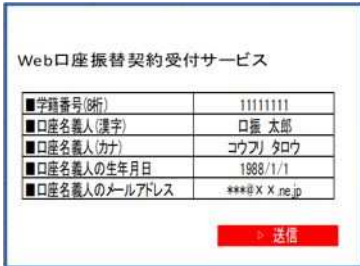 Web口座振替契約受付サービス
■学籍番号(8桁) 11111111
■口座名義人(漢字) 口振 太郎
■口座名義人(カナ) コウフリ タロウ
■口座名義人の生年月日 1988/1/1
■口座名義人のメールアドレス ***@××.ne.jp
▷ 送信